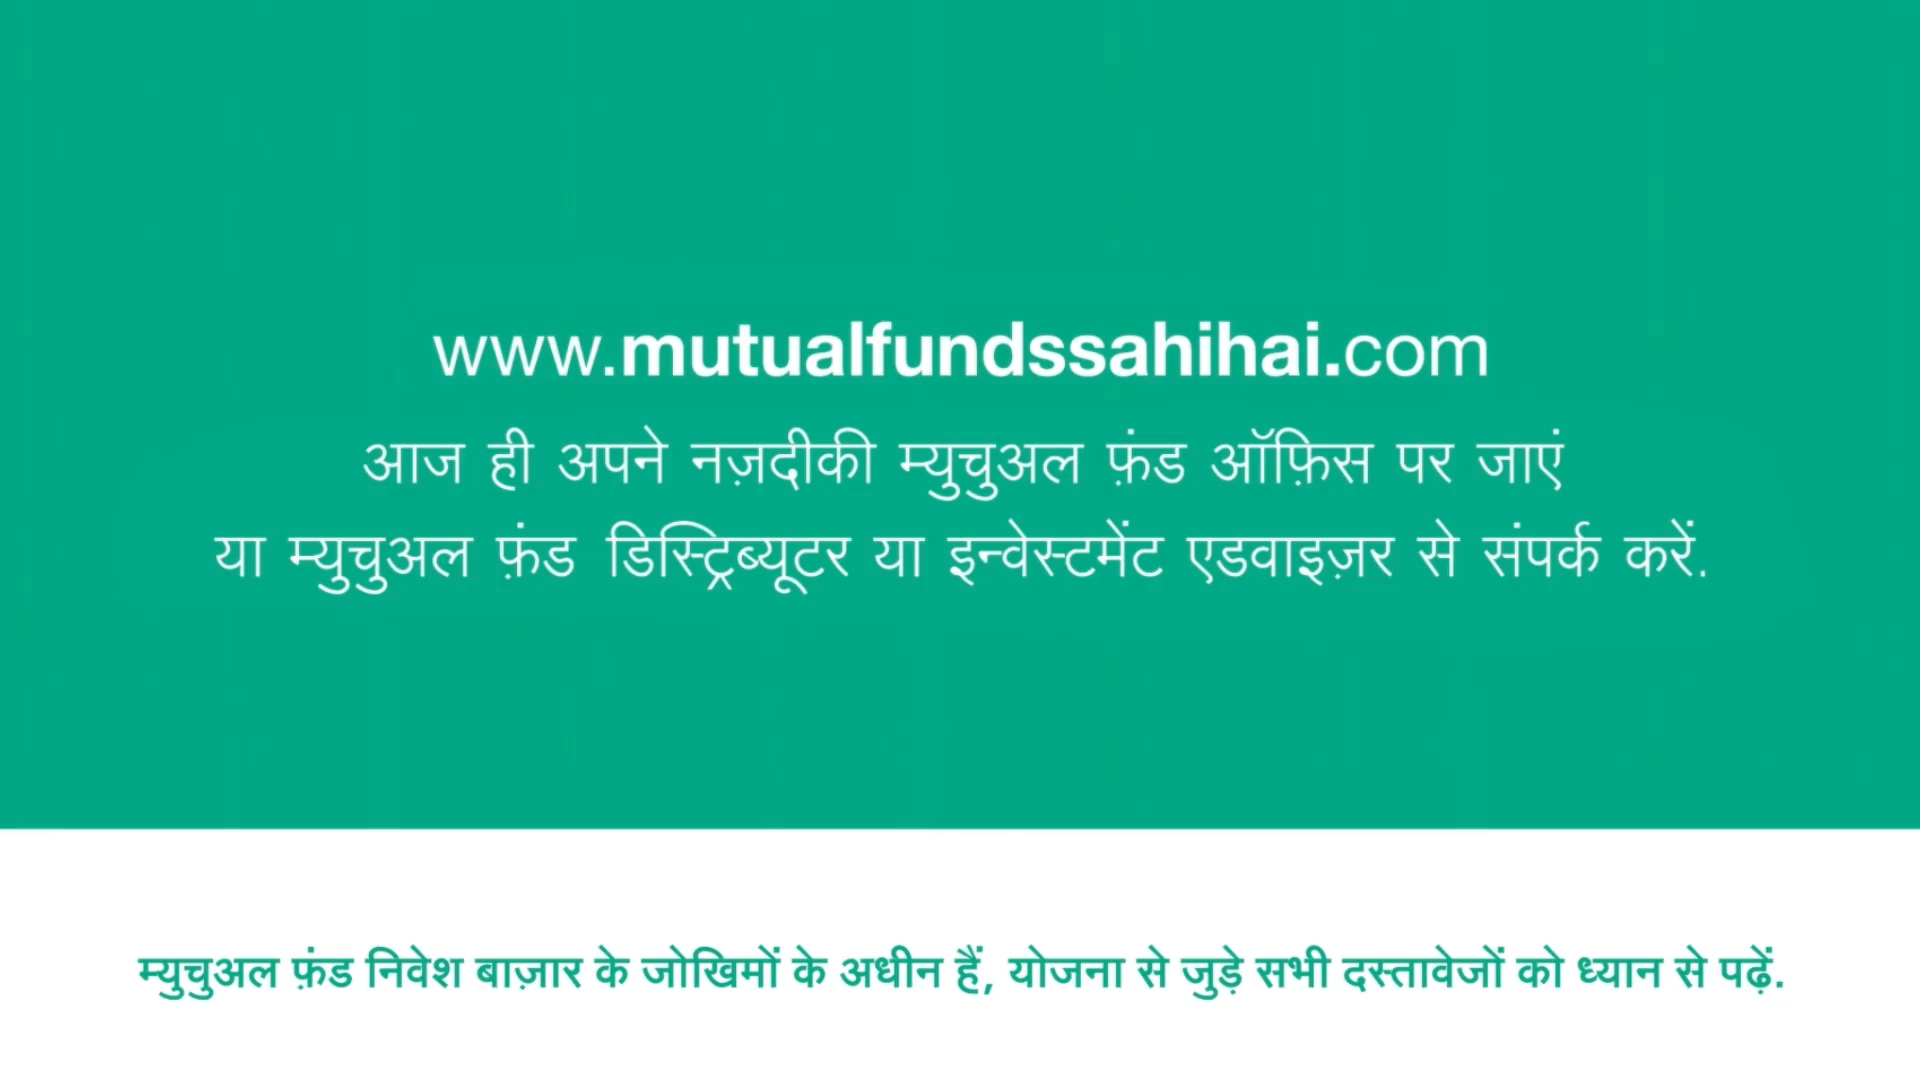 www.mutualfundssahihai.com
आज ही अपने नज़दीकी म्युचुअल फ़ंड ऑफ़िस पर जाएं
या म्युचुअल फ़ंड डिस्ट्रिब्यूटर या इन्वेस्टमेंट एडवाइज़र से संपर्क करें.
म्युचुअल फ़ंड निवेश बाज़ार के जोखिमों के अधीन हैं, योजना से जुड़े सभी दस्तावेजों को ध्यान से पढ़ें.